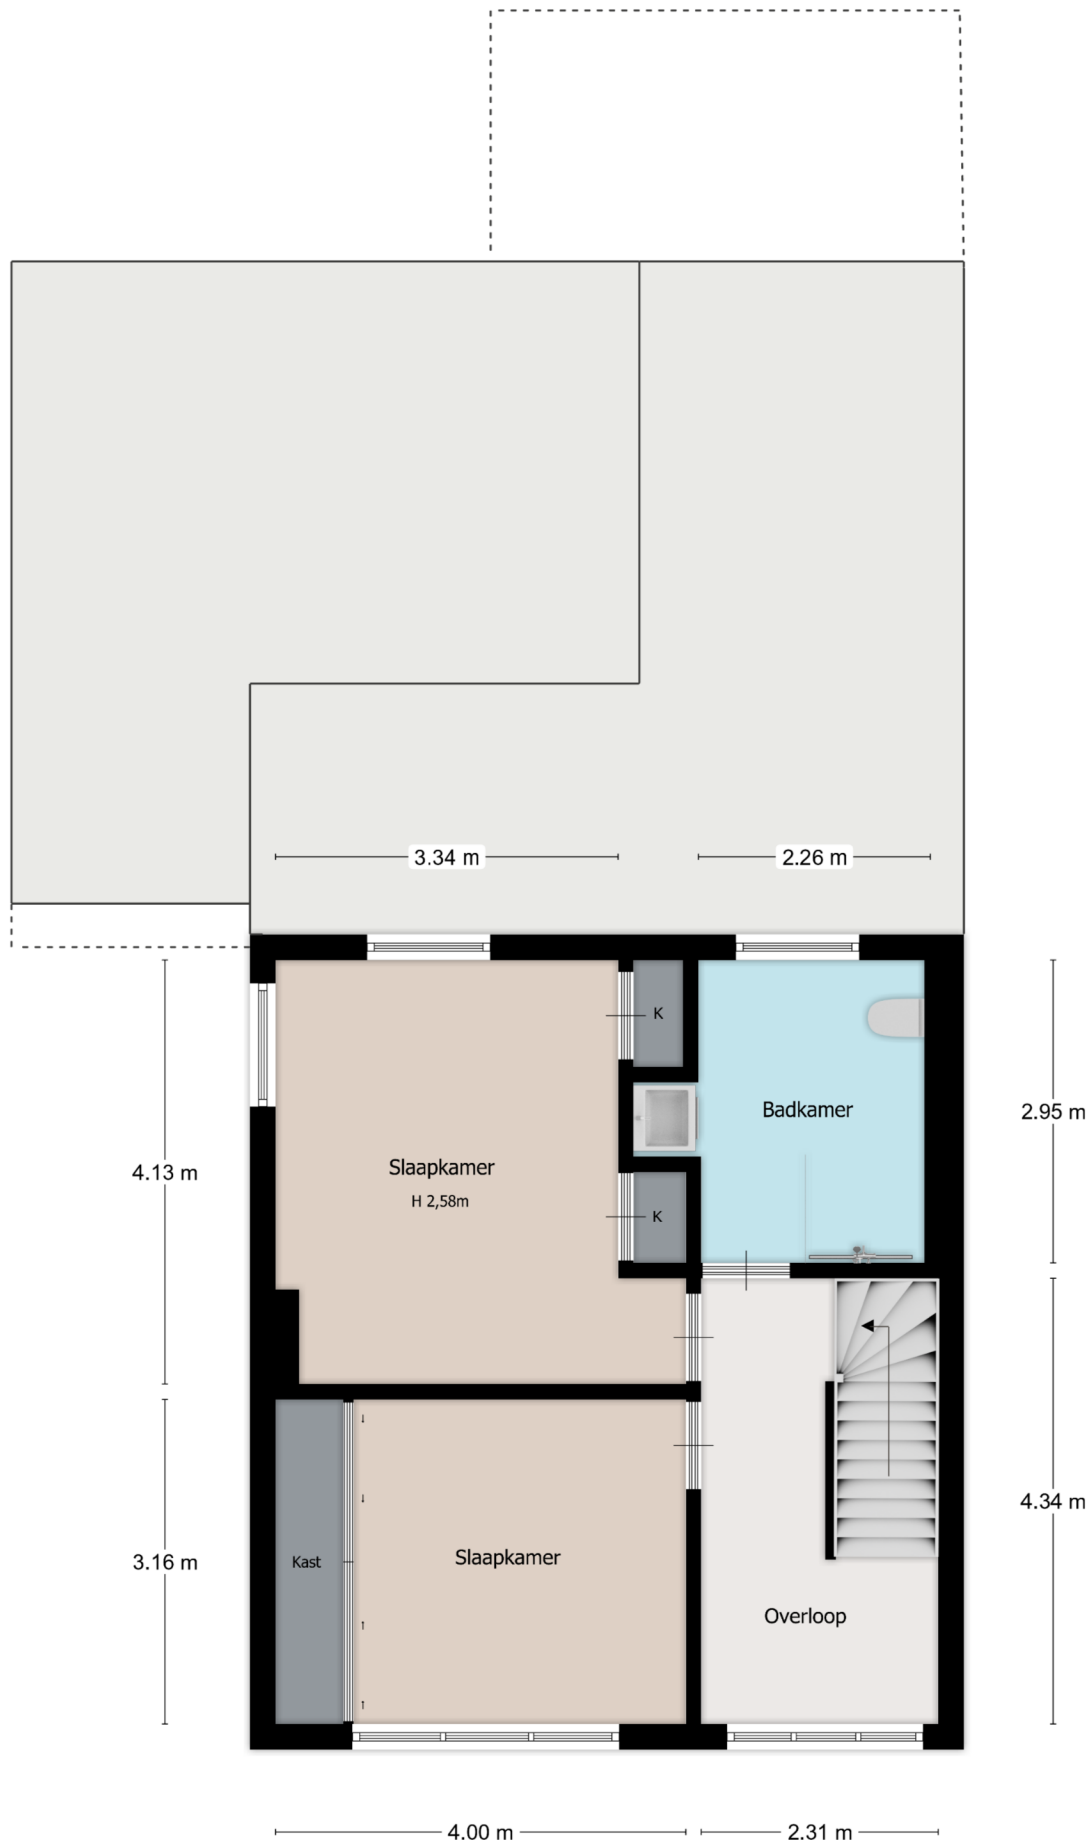 3.34 m
2.26 m
K
Badkamer
2.95 m
4.13 m
Slaapkamer
H 2,58m
K
4.34 m
3.16 m
Kast
Slaapkamer
Overloop
4.00 m
2.31 m